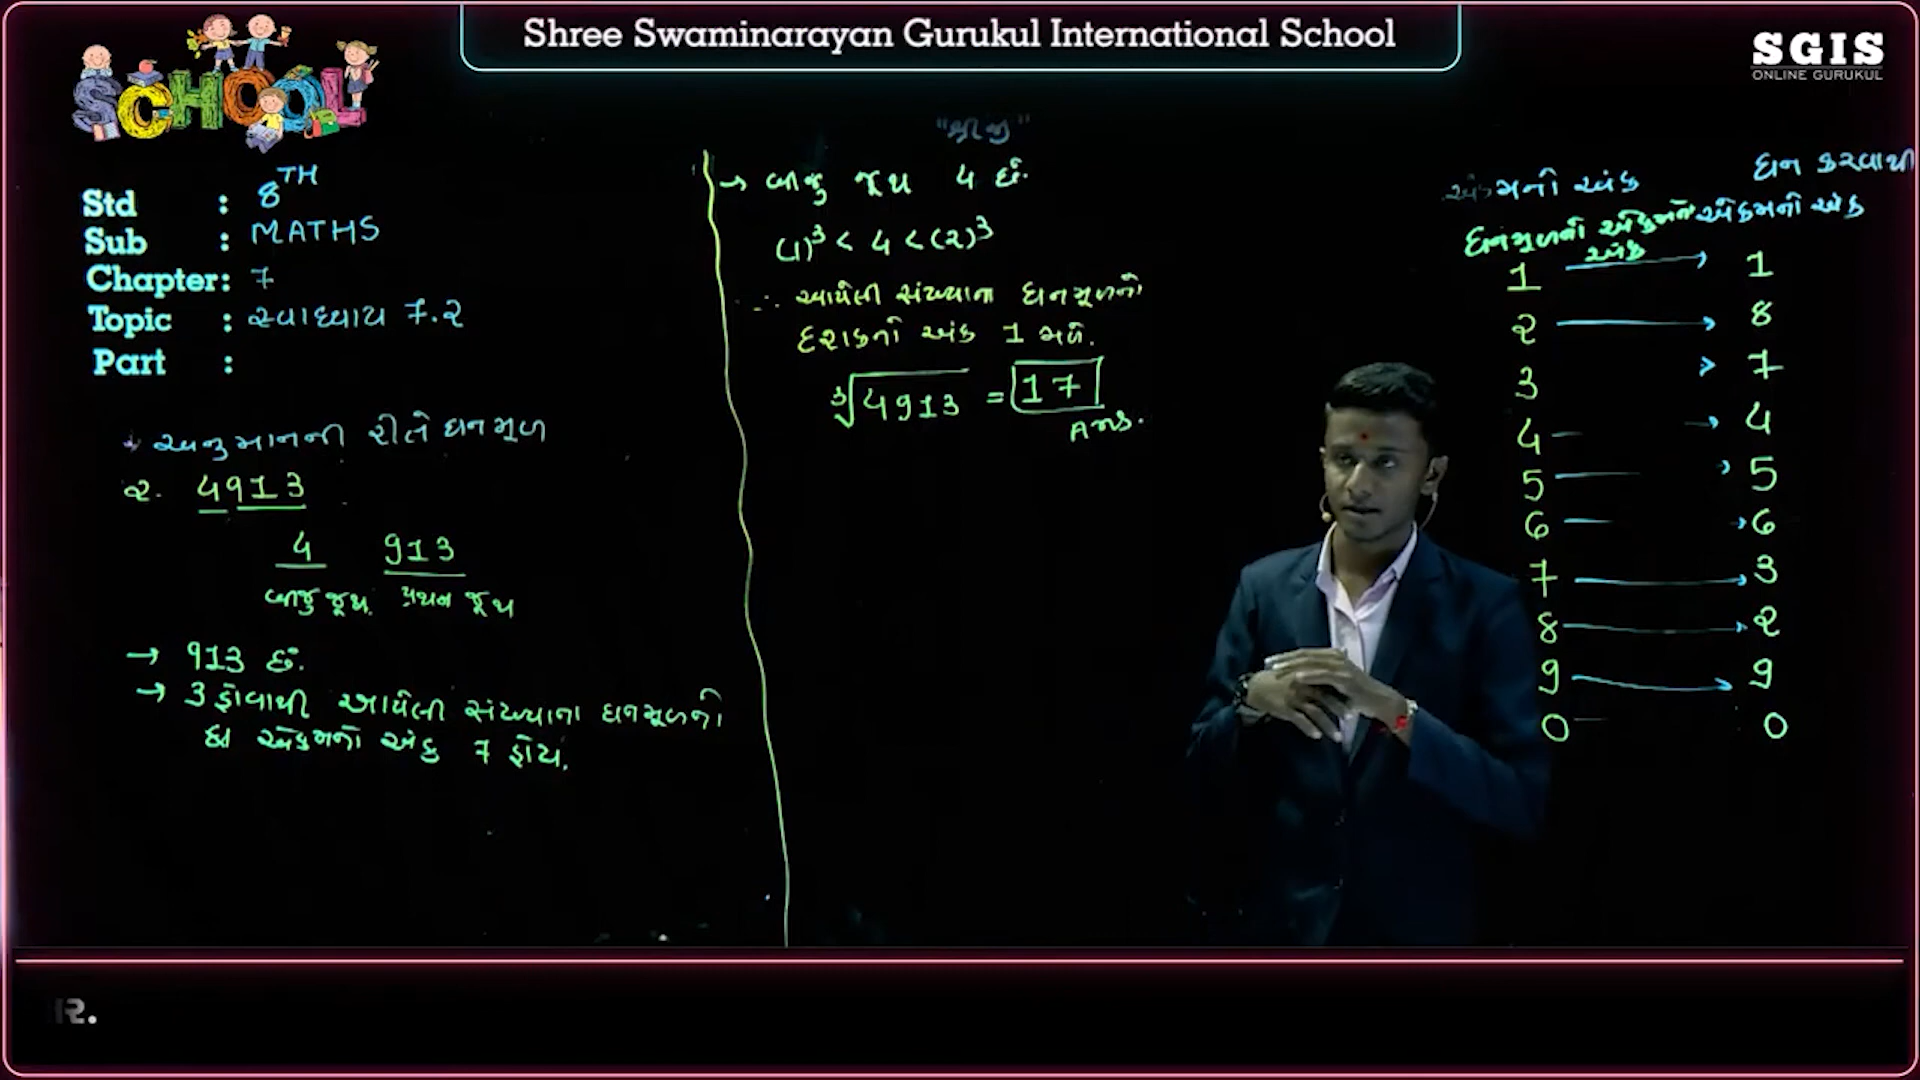 Shree Swaminarayan Gurukul International School
SCHOOL
SGIS
ONLINE GURUKUL
"શ્રીજી"
Std : 8TH
Sub : MATHS
Chapter: 7
Topic : સ્વાધ્યાય 7.2
Part :
* અનુમાનની રીતે ઘનમૂળ
૨. 4913
4 913
બીજુ જૂથ. પ્રથમ જૂથ
→ 913 છે.
→ 3 હોવાથી આપેલી સંખ્યાના ઘનમૂળની
એકમનો અંક 7 હોય.
→ બીજુ જૂથ 4 છે.
(1)³ < 4 < (2)³
∴ આપેલી સંખ્યાના ઘનમૂળનો
દશકનો અંક 1 મળે.
∛4913 = 17
Ans.
એકમનો અંક
ઘનમૂળનો એકમનો
અંક
ઘન કરવાથી
એકમનો અંક
1 → 1
2 → 8
3 → 7
4 → 4
5 → 5
6 → 6
7 → 3
8 → 2
9 → 9
0 0
R.